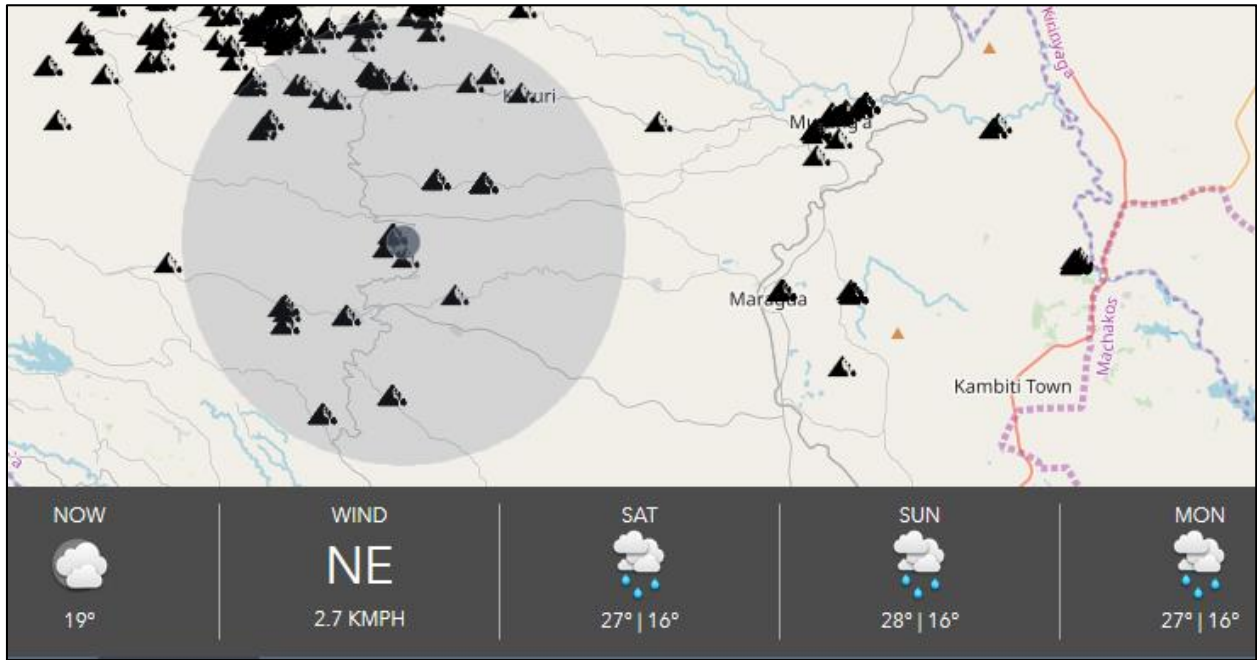 Kirinyaga
Murang'a
Maragua
Machakos
Kambiti Town
NOW
19°
WIND
NE
2.7 KMPH
SAT
27° | 16°
SUN
28° | 16°
MON
27° | 16°